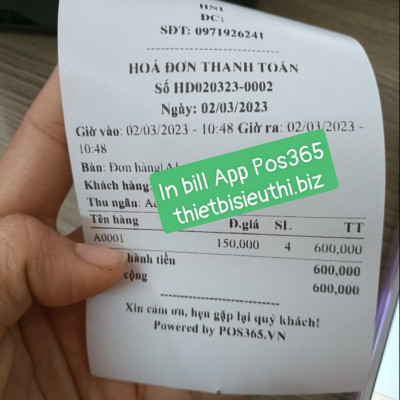 HNI
DC:
SĐT: 0971926241
HOÁ ĐƠN THANH TOÁN
Số HD020323-0002
Ngày: 02/03/2023
Giờ vào: 02/03/2023 - 10:48 Giờ ra: 02/03/2023 -
10:48
Bàn: Đơn hàng
Khách hàng:
Thu ngân:
In bill App Pos365
thietbisieuthi.biz
Tên hàng Đ.giá SL TT
A0001 150,000 4 600,000
hành tiền 600,000
cộng 600,000
Xin cảm ơn, hẹn gặp lại quý khách!
Powered by POS365.VN